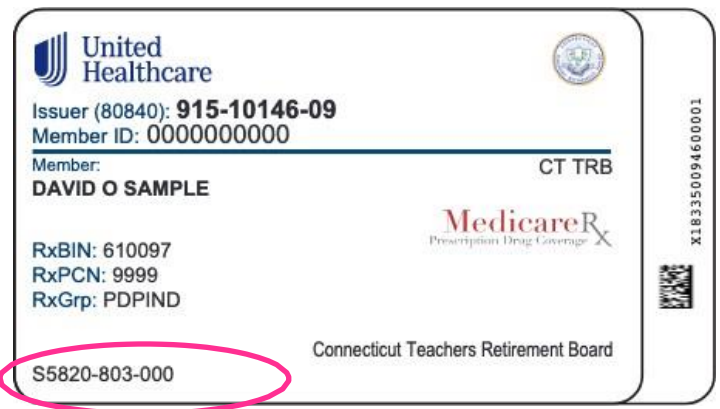 United
Healthcare
Issuer (80840): 915-10146-09
Member ID: 0000000000
Member:
CT TRB
DAVID O SAMPLE
MedicareRx
Prescription Drug Coverage
RxBIN: 610097
RxPCN: 9999
RxGrp: PDPIND
Connecticut Teachers Retirement Board
S5820-803-000
X183350094600001